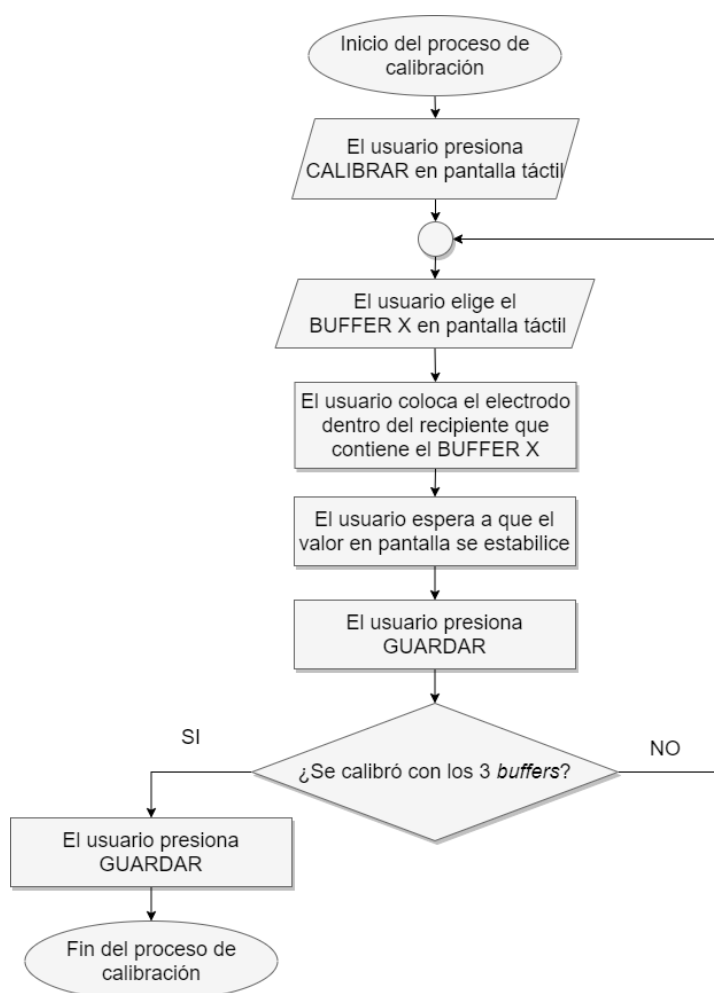 Inicio del proceso de
calibración
El usuario presiona
CALIBRAR en pantalla táctil
El usuario elige el
BUFFER X en pantalla táctil
El usuario coloca el electrodo
dentro del recipiente que
contiene el BUFFER X
El usuario espera a que el
valor en pantalla se estabilice
El usuario presiona
GUARDAR
¿Se calibró con los 3 buffers?
SI
NO
El usuario presiona
GUARDAR
Fin del proceso de
calibración